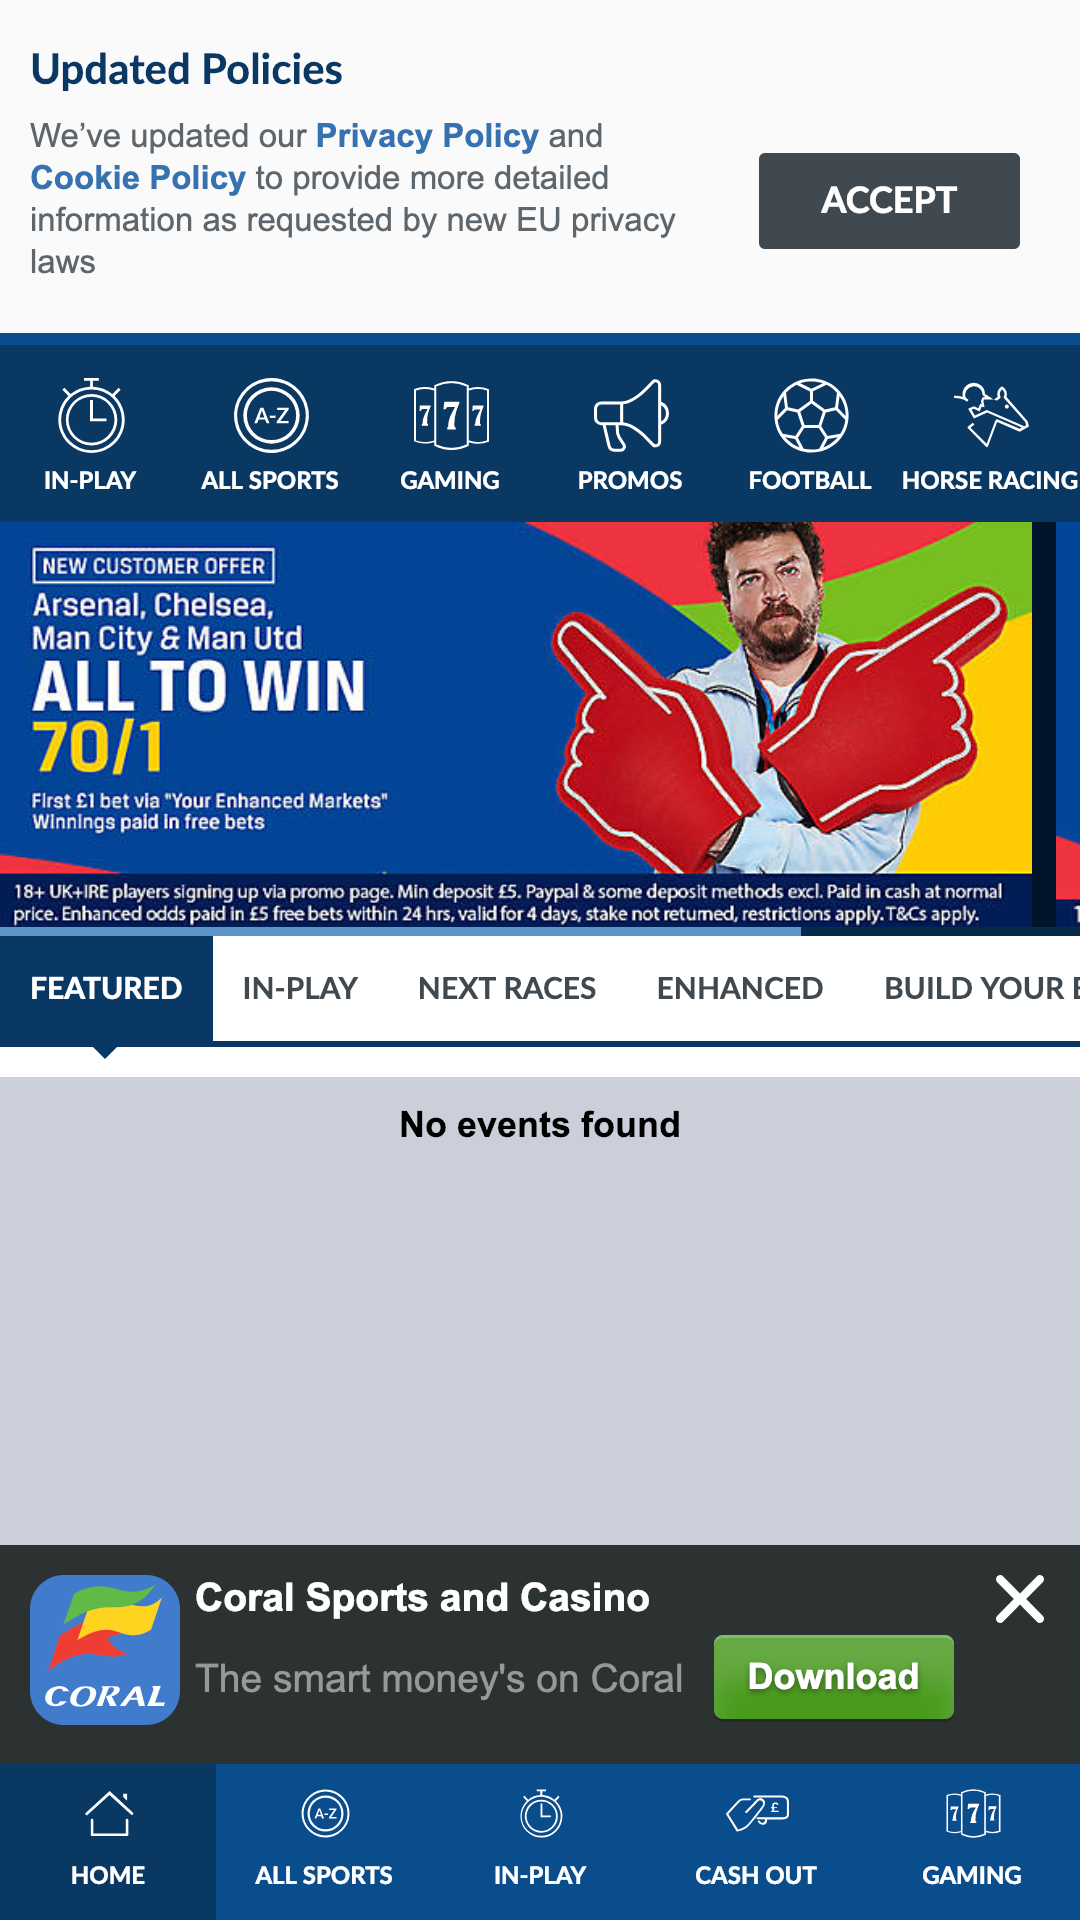 Updated Policies
We’ve updated our Privacy Policy and
Cookie Policy to provide more detailed
information as requested by new EU privacy
laws
ACCEPT
IN-PLAY
ALL SPORTS
GAMING
PROMOS
FOOTBALL
HORSE RACING
A-Z
7 7 7
NEW CUSTOMER OFFER
Arsenal, Chelsea,
Man City & Man Utd
ALL TO WIN
70/1
First £1 bet via "Your Enhanced Markets"
Winnings paid in free bets
18+ UK+IRE players signing up via promo page. Min deposit £5. Paypal & some deposit methods excl. Paid in cash at normal
price. Enhanced odds paid in £5 free bets within 24 hrs, valid for 4 days, stake not returned, restrictions apply. T&Cs apply.
FEATURED
IN-PLAY
NEXT RACES
ENHANCED
BUILD YOUR
No events found
Coral Sports and Casino
The smart money's on Coral
Download
CORAL
A-Z
£
7 7 7
HOME
ALL SPORTS
IN-PLAY
CASH OUT
GAMING